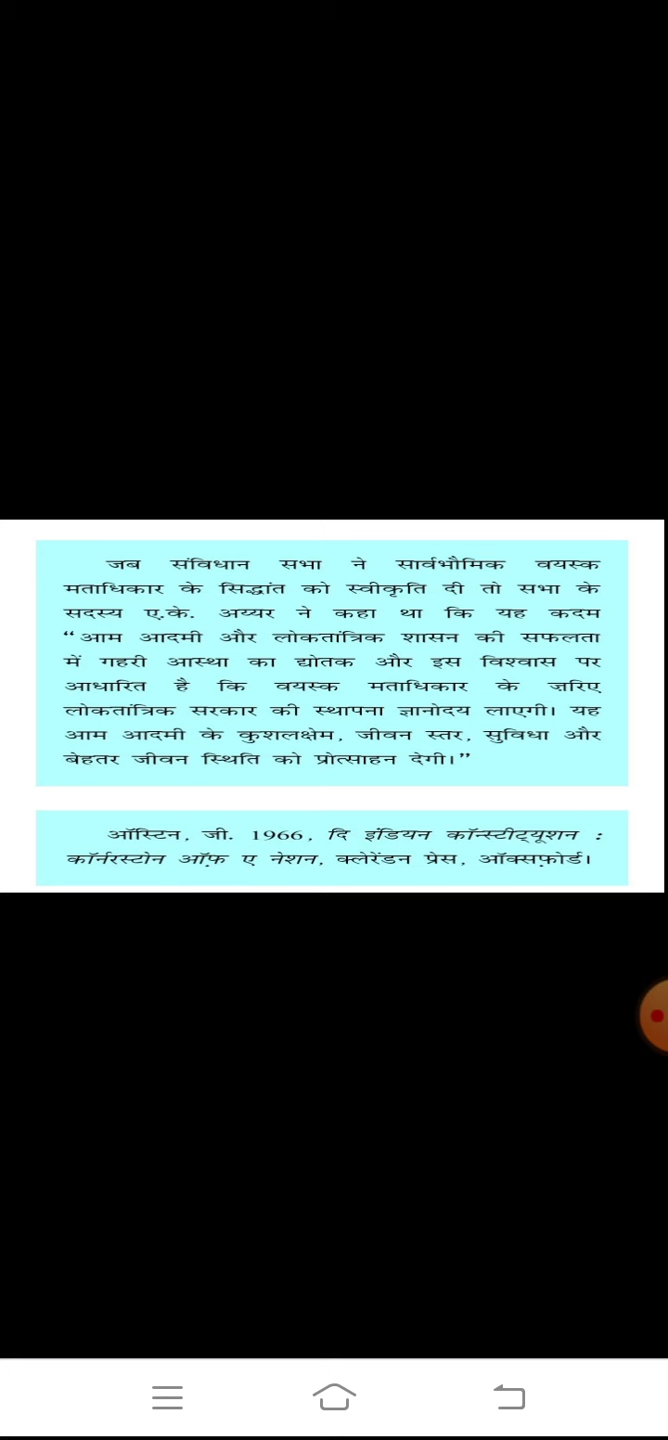 जब संविधान सभा ने सार्वभौमिक वयस्क
मताधिकार के सिद्धांत को स्वीकृति दी तो सभा के
सदस्य ए.के. अय्यर ने कहा था कि यह कदम
“आम आदमी और लोकतांत्रिक शासन की सफलता
में गहरी आस्था का द्योतक और इस विश्वास पर
आधारित है कि वयस्क मताधिकार के ज़रिए
लोकतांत्रिक सरकार की स्थापना ज्ञानोदय लाएगी। यह
आम आदमी के कुशलक्षेम, जीवन स्तर, सुविधा और
बेहतर जीवन स्थिति को प्रोत्साहन देगी।”
ऑस्टिन, जी. 1966, दि इंडियन कॉन्स्टीट्यूशन :
कॉर्नरस्टोन ऑफ़ ए नेशन, क्लेरेंडन प्रेस, ऑक्सफ़ोर्ड।